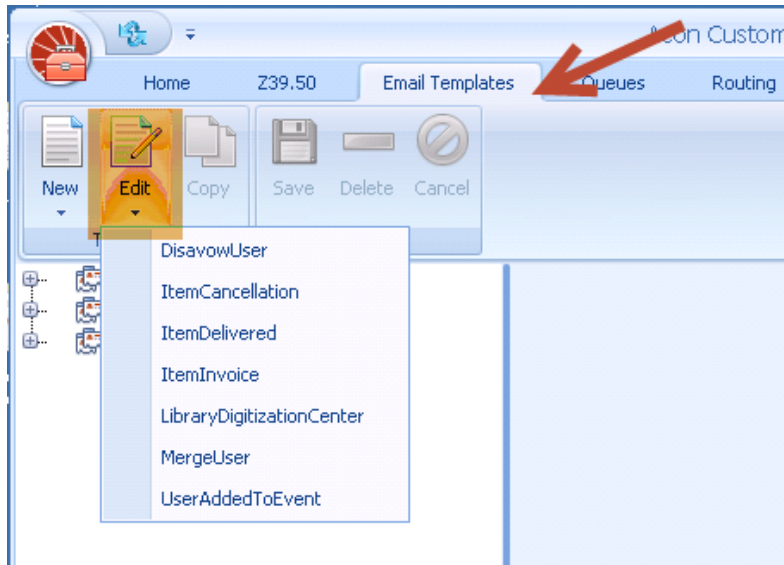 Custom
Home Z39.50 Email Templates Queues Routing
New Edit Copy Save Delete Cancel
DisavowUser
ItemCancellation
ItemDelivered
ItemInvoice
LibraryDigitizationCenter
MergeUser
UserAddedToEvent